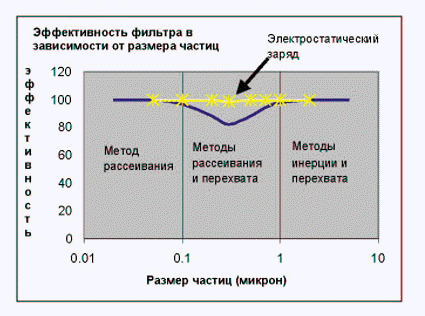 Эффективность фильтра в
зависимости от размера частиц
Электростатический
заряд
эффективность
120
100
80
60
40
20
0
Метод
рассеивания
Методы
рассеивания
и перехвата
Методы
инерции и
перехвата
0.01
0.1
1
10
Размер частиц (микрон)